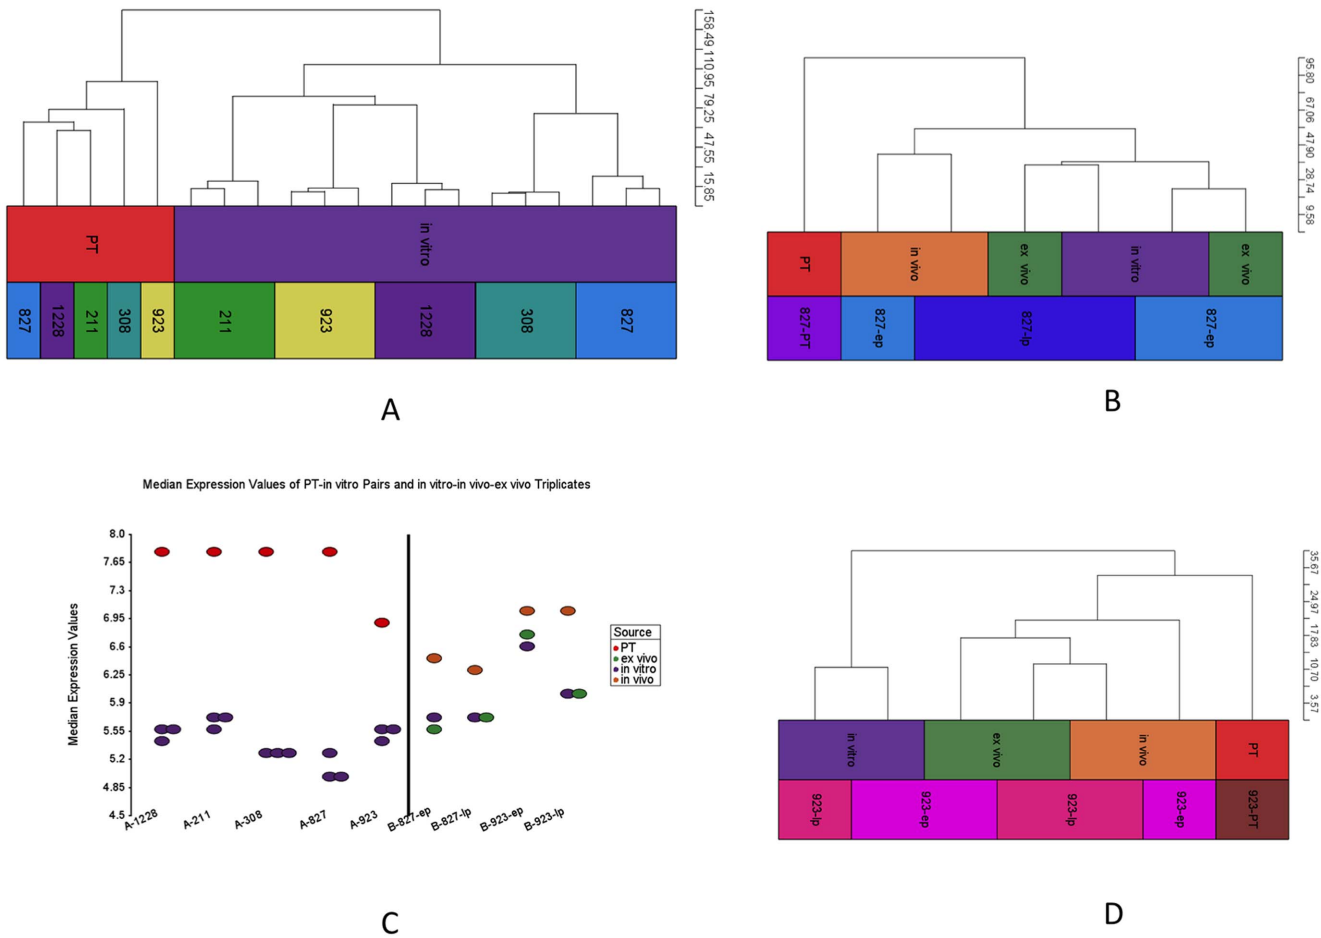 158.49
110.95
79.25
47.55
15.85
PT
in vitro
827
1228
211
308
923
211
923
1228
308
827
A
95.80
67.06
47.90
28.74
9.58
PT
in vivo
ex vivo
in vitro
ex vivo
827-PT
827-ep
827-lp
827-ep
B
Median Expression Values of PT-in vitro Pairs and in vitro-in vivo-ex vivo Triplicates
Median Expression Values
8.0
7.65
7.3
6.95
6.6
6.25
5.9
5.55
5.2
4.85
4.5
A-1228
A-211
A-308
A-827
A-923
B-827-ep
B-827-lp
B-923-ep
B-923-lp
Source
PT
ex vivo
in vitro
in vivo
C
35.67
24.97
17.83
10.70
3.57
in vitro
ex vivo
in vivo
PT
923-lp
923-ep
923-lp
923-ep
923-PT
D